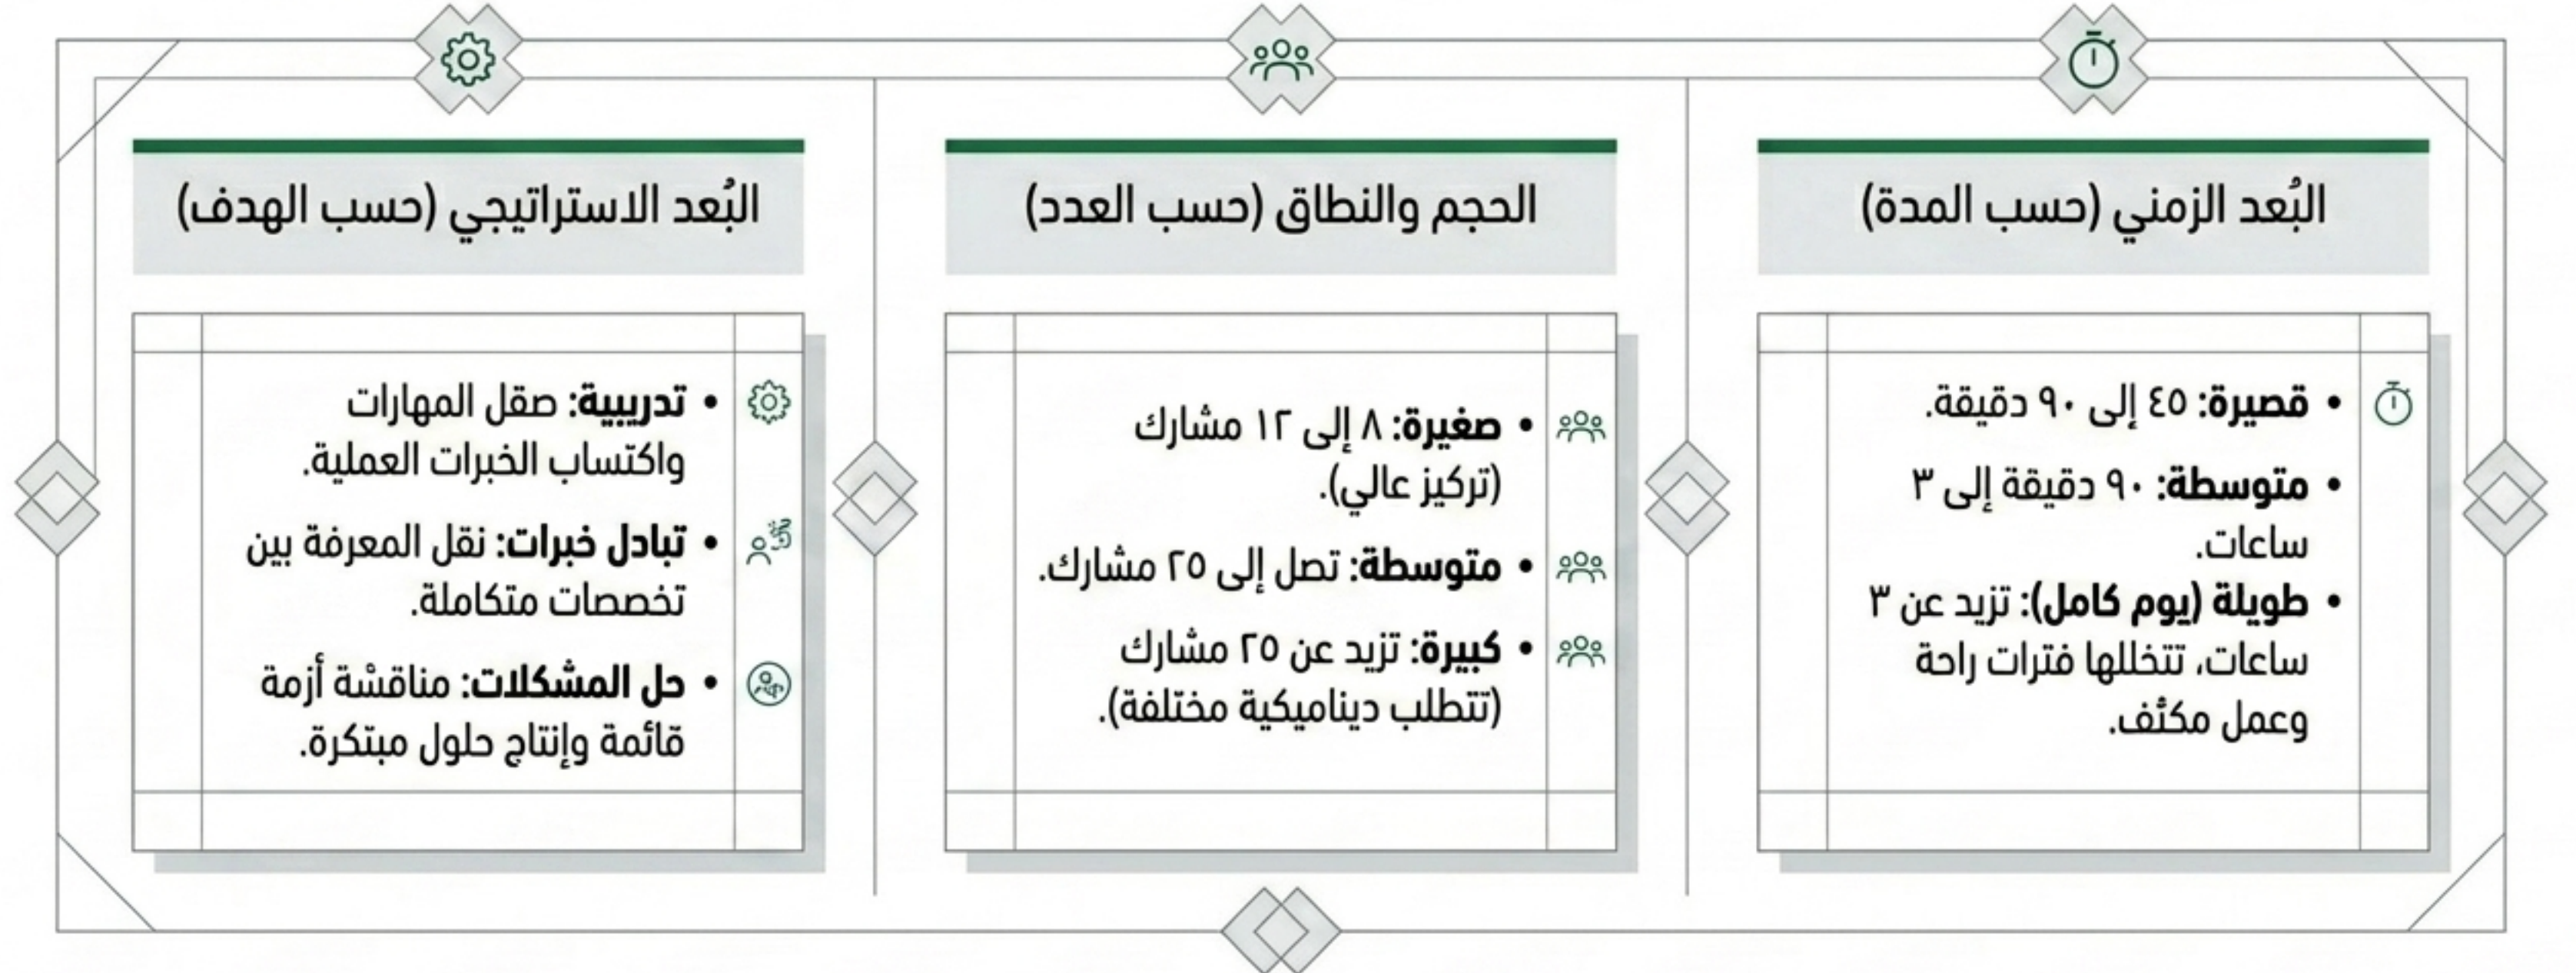 البُعد الزمني (حسب المدة)
• قصيرة: ٤٥ إلى ٩٠ دقيقة.
• متوسطة: ٩٠ دقيقة إلى ٣
ساعات.
• طويلة (يوم كامل): تزيد عن ٣
ساعات، تتخللها فترات راحة
وعمل مكثف.
الحجم والنطاق (حسب العدد)
• صغيرة: ٨ إلى ١٢ مشارك
(تركيز عالي).
• متوسطة: تصل إلى ٢٥ مشارك.
• كبيرة: تزيد عن ٢٥ مشارك
(تتطلب ديناميكية مختلفة).
البُعد الاستراتيجي (حسب الهدف)
• تدريبية: صقل المهارات
واكتساب الخبرات العملية.
• تبادل خبرات: نقل المعرفة بين
تخصصات متكاملة.
• حل المشكلات: مناقشة أزمة
قائمة وإنتاج حلول مبتكرة.